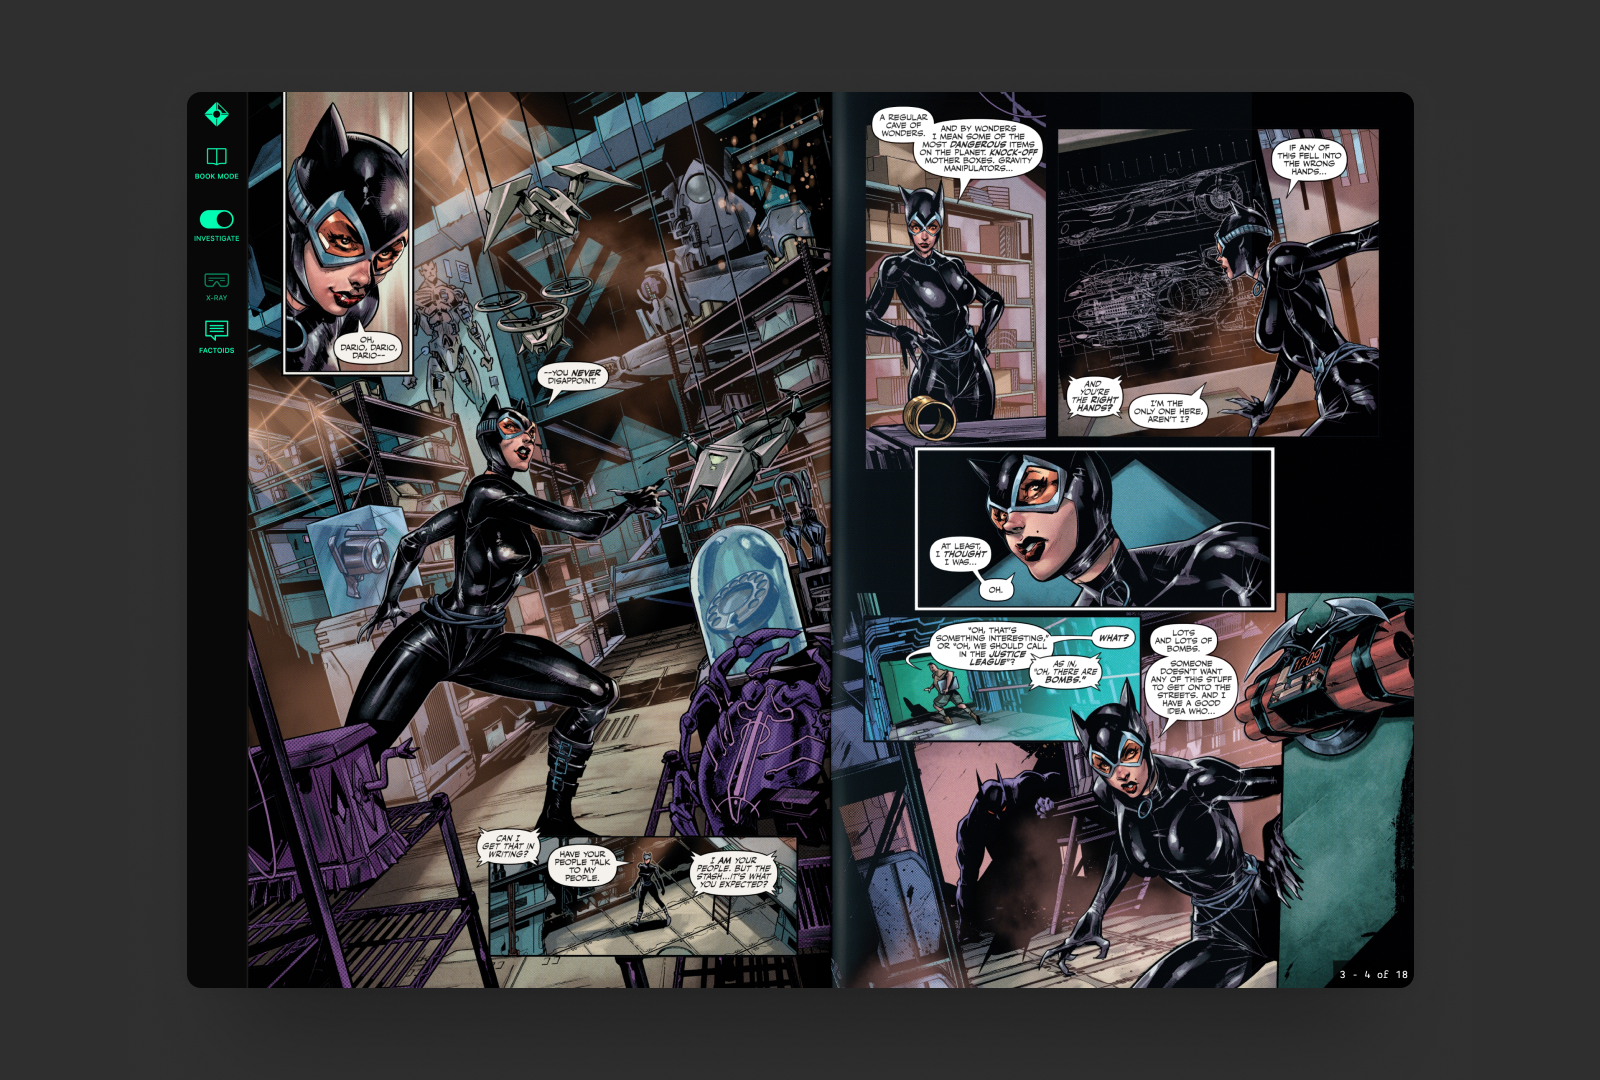 BOOK MODE
INVESTIGATE
X-RAY
FACTOIDS
OH,
DARIO, DARIO,
DARIO--
--YOU NEVER
DISAPPOINT.
CAN I
GET THAT IN
WRITING?
HAVE YOUR
PEOPLE TALK
TO MY
PEOPLE.
I AM YOUR
PEOPLE. BUT THE
STASH...IT'S WHAT
YOU EXPECTED?
A REGULAR
CAVE OF
WONDERS.
AND BY WONDERS
I MEAN SOME OF THE
MOST DANGEROUS ITEMS
ON THE PLANET. KNOCK-OFF
MOTHER BOXES. GRAVITY
MANIPULATORS...
IF ANY OF
THIS FELL INTO
THE WRONG
HANDS...
AND
YOU'RE
THE RIGHT
HANDS?
I'M THE
ONLY ONE HERE,
AREN'T I?
AT LEAST,
I THOUGHT
I WAS...
OH.
"OH, THAT'S
SOMETHING INTERESTING,"
OR "OH, WE SHOULD CALL
IN THE JUSTICE
LEAGUE"?
WHAT?
AS IN,
"OH, THERE ARE
BOMBS."
LOTS
AND LOTS OF
BOMBS.
SOMEONE
DOESN'T WANT
ANY OF THIS STUFF
TO GET ONTO THE
STREETS. AND I
HAVE A GOOD
IDEA WHO...
17:09
3 - 4 of 18